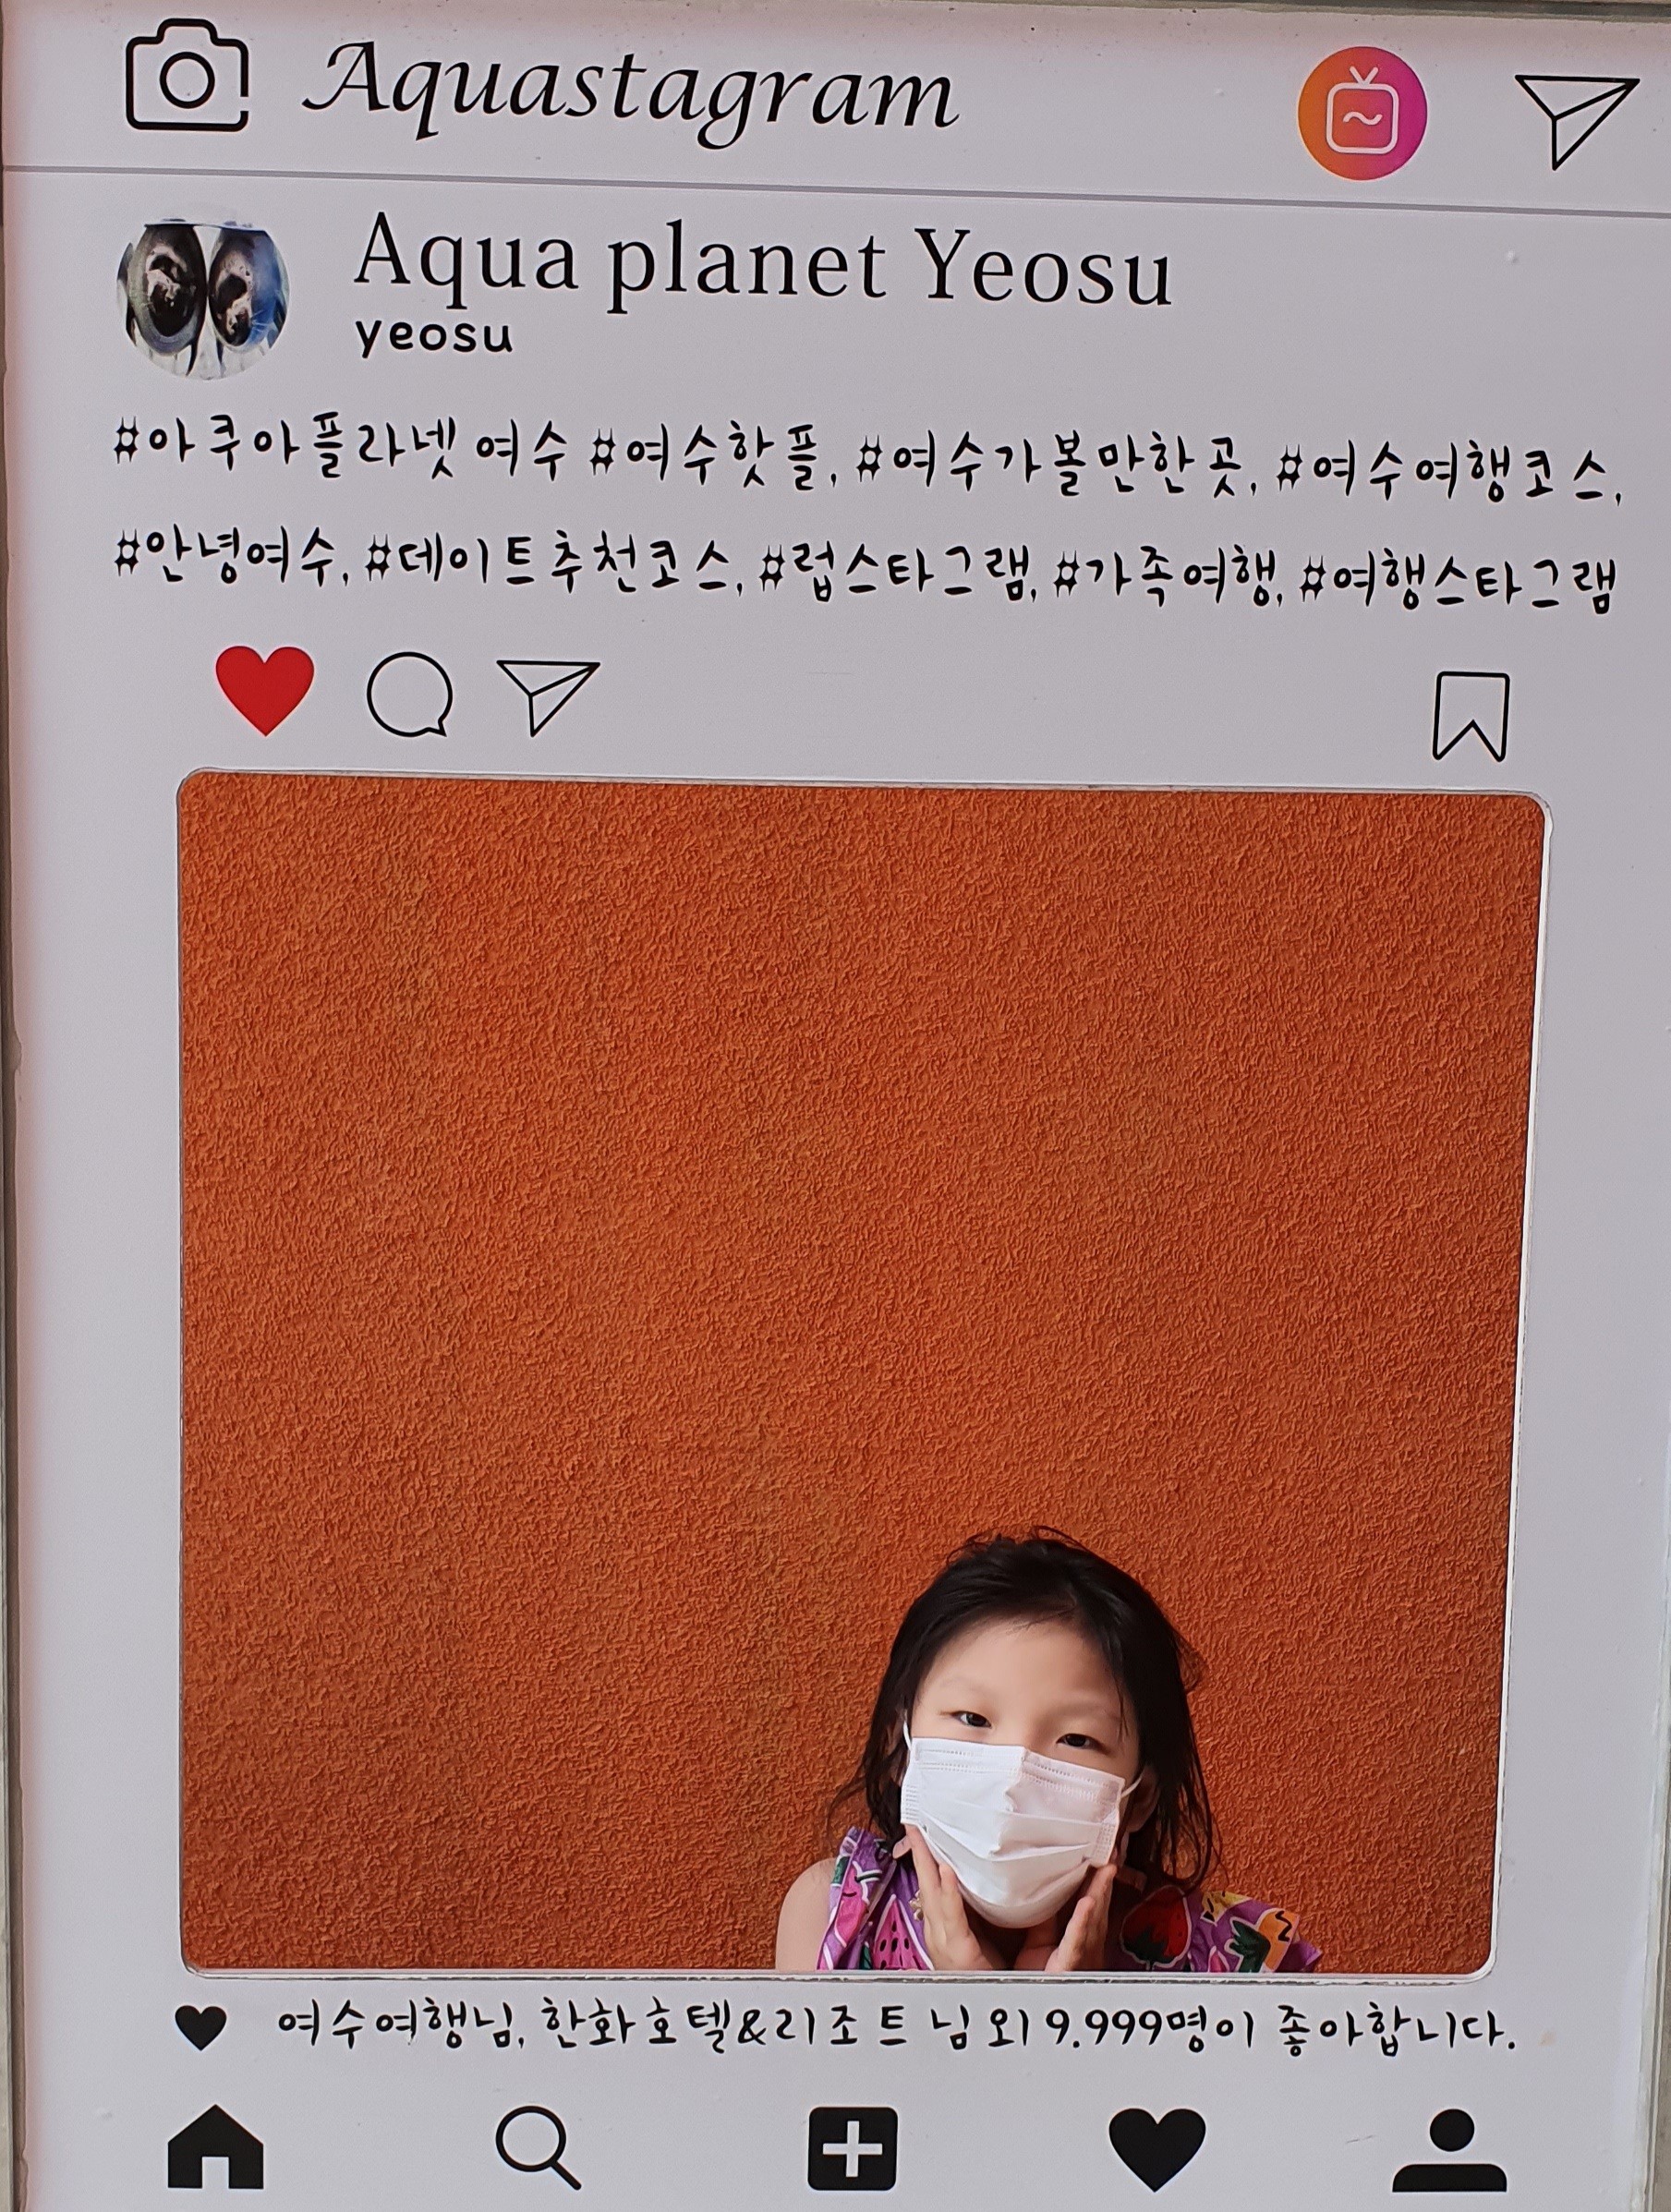 Aquastagram
Aqua planet Yeosu
yeosu
#아쿠아플라넷 여수 #여수핫플, #여수가볼만한곳, #여수여행코스,
#안녕여수, #데이트추천코스, #럽스타그램, #가족여행, #여행스타그램
여수여행님, 한화호텔&리조트 님 외 9.999명이 좋아합니다.